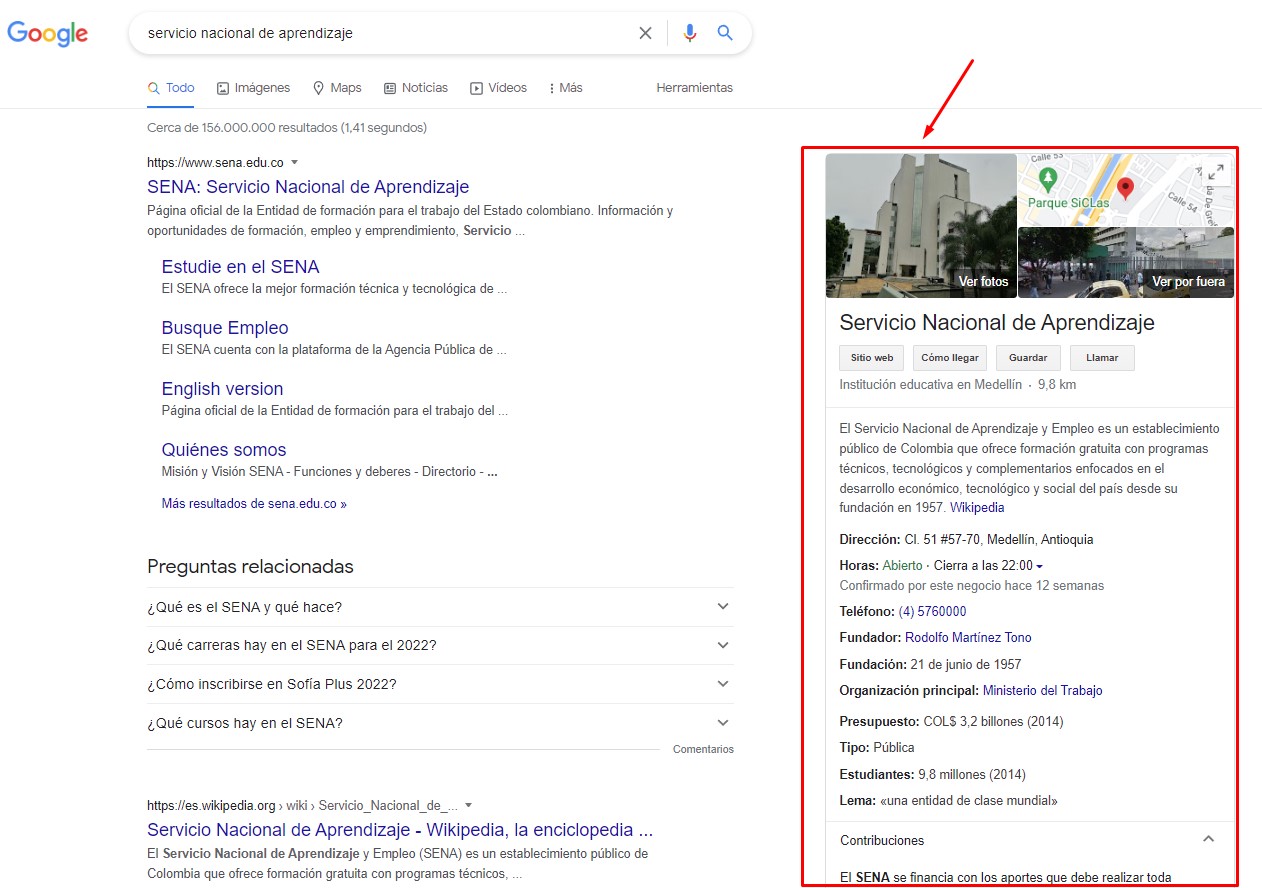 Google
servicio nacional de aprendizaje
Todo
Imágenes
Maps
Noticias
Vídeos
Más
Herramientas
Cerca de 156.000.000 resultados (1,41 segundos)
https://www.sena.edu.co
SENA: Servicio Nacional de Aprendizaje
Página oficial de la Entidad de formación para el trabajo del Estado colombiano. Información y
oportunidades de formación, empleo y emprendimiento, Servicio ...
Estudie en el SENA
El SENA ofrece la mejor formación técnica y tecnológica de ...
Busque Empleo
El SENA cuenta con la plataforma de la Agencia Pública de ...
English version
Página oficial de la Entidad de formación para el trabajo del ...
Quiénes somos
Misión y Visión SENA - Funciones y deberes - Directorio - ...
Más resultados de sena.edu.co »
Preguntas relacionadas
¿Qué es el SENA y qué hace?
¿Qué carreras hay en el SENA para el 2022?
¿Cómo inscribirse en Sofía Plus 2022?
¿Qué cursos hay en el SENA?
Comentarios
https://es.wikipedia.org › wiki › Servicio_Nacional_de_...
Servicio Nacional de Aprendizaje - Wikipedia, la enciclopedia ...
El Servicio Nacional de Aprendizaje y Empleo (SENA) es un establecimiento público de
Colombia que ofrece formación gratuita con programas técnicos, ...
Calle 53
Parque SiCLas
Calle 54
Ver fotos
Ver por fuera
Servicio Nacional de Aprendizaje
Sitio web
Cómo llegar
Guardar
Llamar
Institución educativa en Medellín · 9,8 km
El Servicio Nacional de Aprendizaje y Empleo es un establecimiento
público de Colombia que ofrece formación gratuita con programas
técnicos, tecnológicos y complementarios enfocados en el
desarrollo económico, tecnológico y social del país desde su
fundación en 1957. Wikipedia
Dirección: Cl. 51 #57-70, Medellín, Antioquia
Horas: Abierto · Cierra a las 22:00
Confirmado por este negocio hace 12 semanas
Teléfono: (4) 5760000
Fundador: Rodolfo Martínez Tono
Fundación: 21 de junio de 1957
Organización principal: Ministerio del Trabajo
Presupuesto: COL$ 3,2 billones (2014)
Tipo: Pública
Estudiantes: 9,8 millones (2014)
Lema: «una entidad de clase mundial»
Contribuciones
El SENA se financia con los aportes que debe realizar toda